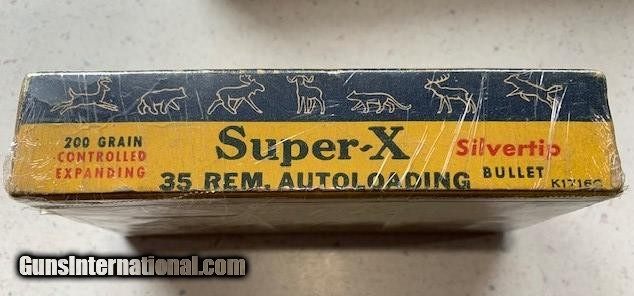 200 GRAIN
CONTROLLED
EXPANDING
Super-X
35 REM. AUTOLOADING
Silvertip
BULLET
GunsInternational.com